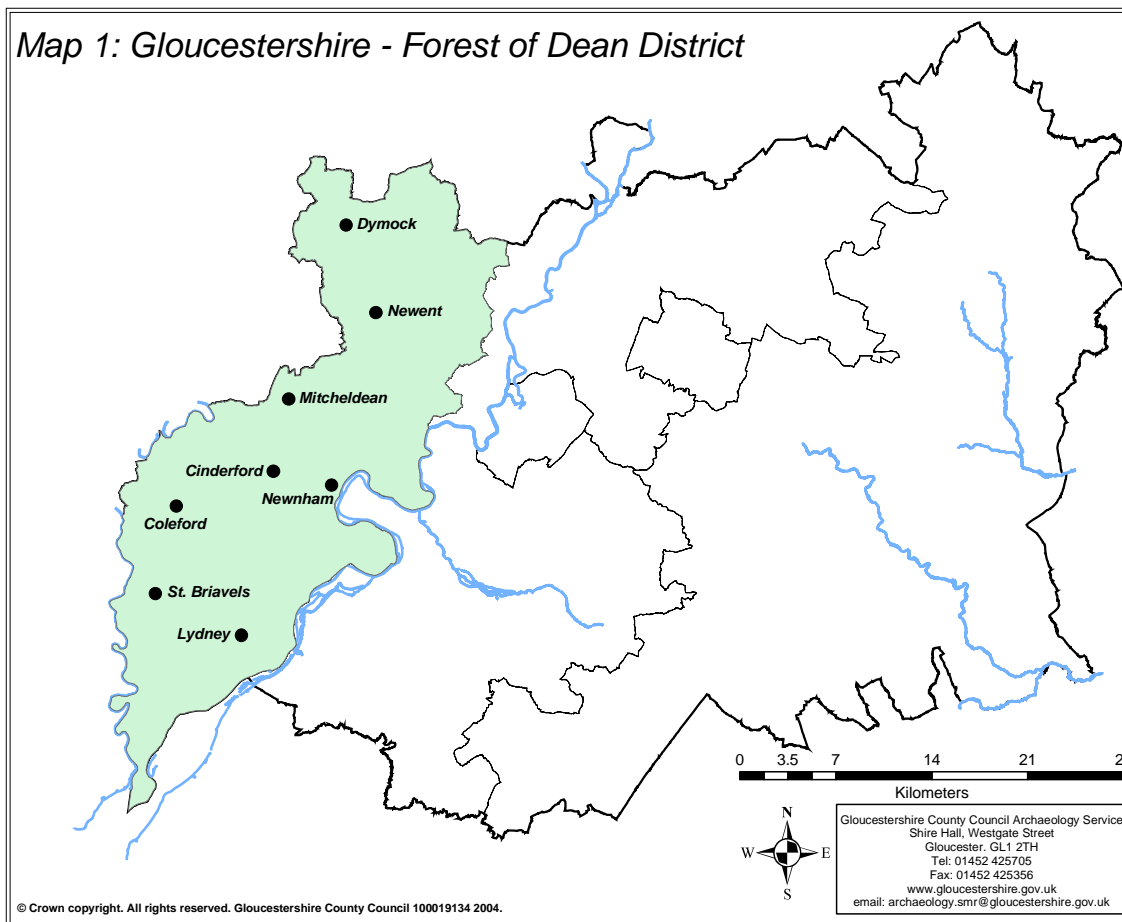 Map 1: Gloucestershire - Forest of Dean District
Dymock
Newent
Mitcheldean
Cinderford
Newnham
Coleford
St. Briavels
Lydney
0 3.5 7 14 21
Kilometers
N
W E
S
Gloucestershire County Council Archaeology Service
Shire Hall, Westgate Street
Gloucester. GL1 2TH
Tel: 01452 425705
Fax: 01452 425356
www.gloucestershire.gov.uk
email: archaeology.smr@gloucestershire.gov.uk
© Crown copyright. All rights reserved. Gloucestershire County Council 100019134 2004.